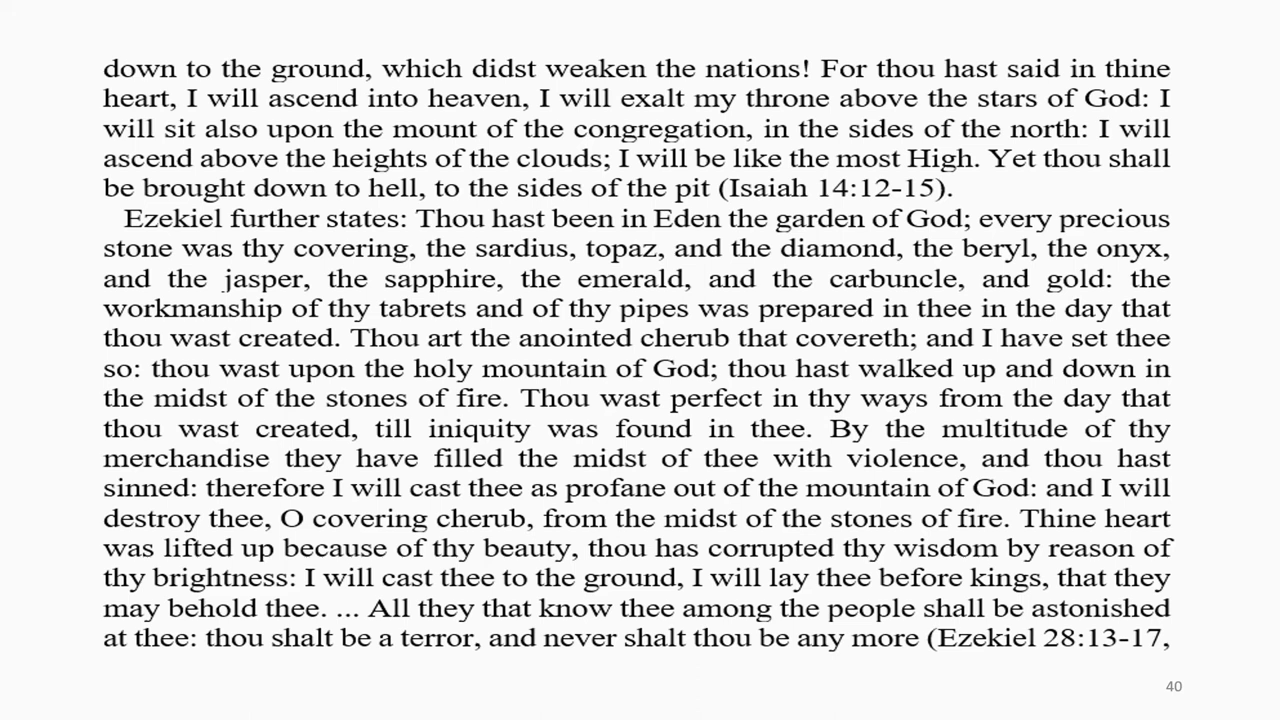 down to the ground, which didst weaken the nations! For thou hast said in thine
heart, I will ascend into heaven, I will exalt my throne above the stars of God: I
will sit also upon the mount of the congregation, in the sides of the north: I will
ascend above the heights of the clouds; I will be like the most High. Yet thou shall
be brought down to hell, to the sides of the pit (Isaiah 14:12-15).
Ezekiel further states: Thou hast been in Eden the garden of God; every precious
stone was thy covering, the sardius, topaz, and the diamond, the beryl, the onyx,
and the jasper, the sapphire, the emerald, and the carbuncle, and gold: the
workmanship of thy tabrets and of thy pipes was prepared in thee in the day that
thou wast created. Thou art the anointed cherub that covereth; and I have set thee
so: thou wast upon the holy mountain of God; thou hast walked up and down in
the midst of the stones of fire. Thou wast perfect in thy ways from the day that
thou wast created, till iniquity was found in thee. By the multitude of thy
merchandise they have filled the midst of thee with violence, and thou hast
sinned: therefore I will cast thee as profane out of the mountain of God: and I will
destroy thee, O covering cherub, from the midst of the stones of fire. Thine heart
was lifted up because of thy beauty, thou has corrupted thy wisdom by reason of
thy brightness: I will cast thee to the ground, I will lay thee before kings, that they
may behold thee. ... All they that know thee among the people shall be astonished
at thee: thou shalt be a terror, and never shalt thou be any more (Ezekiel 28:13-17,
40